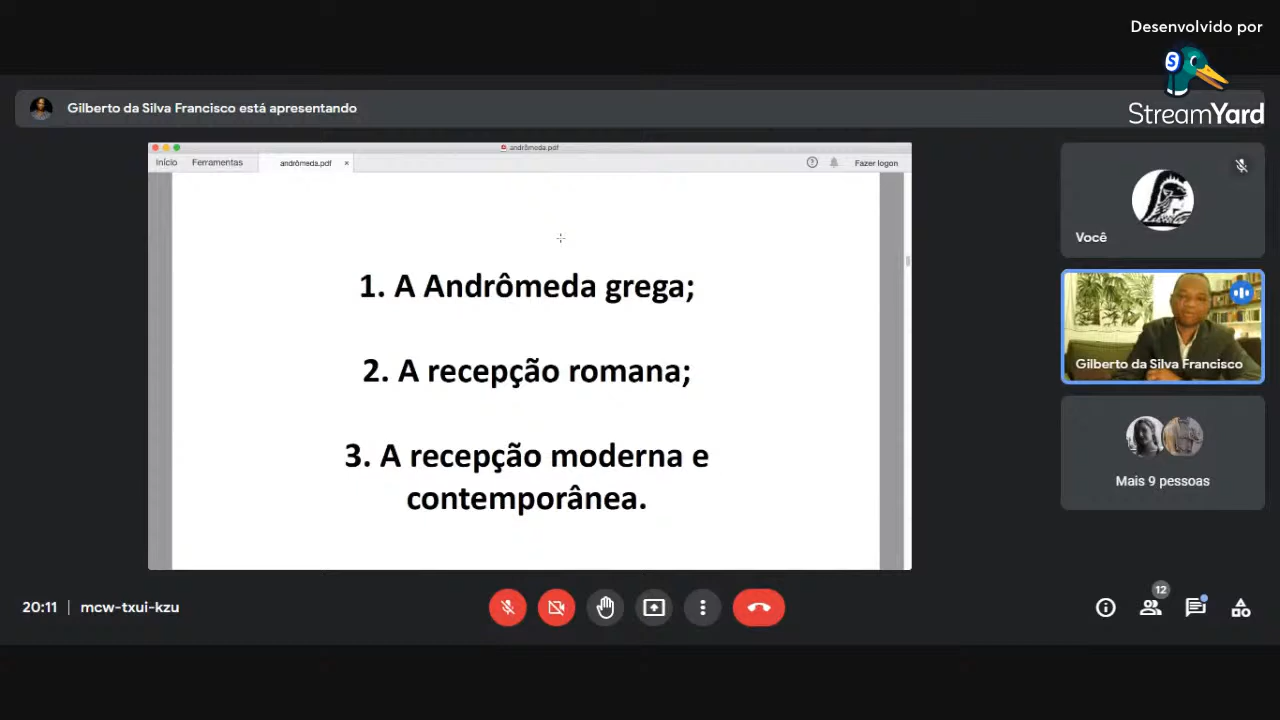 Desenvolvido por
StreamYard
Gilberto da Silva Francisco está apresentando
andrômeda.pdf
Início Ferramentas andrômeda.pdf × Fazer logon
1. A Andrômeda grega;
2. A recepção romana;
3. A recepção moderna e
contemporânea.
Você
Gilberto da Silva Francisco
Mais 9 pessoas
20:11 | mcw-txui-kzu
12